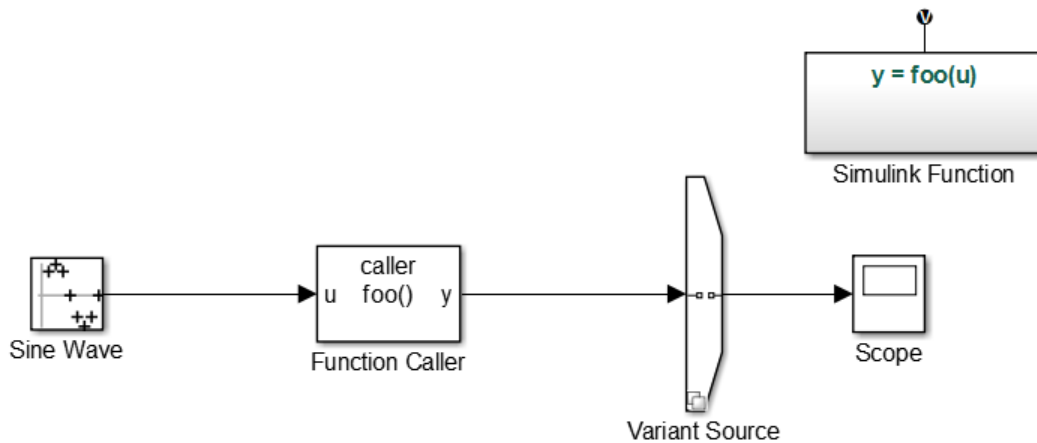 V
y = foo(u)
Simulink Function
caller
u foo() y
Sine Wave
Function Caller
Scope
Variant Source